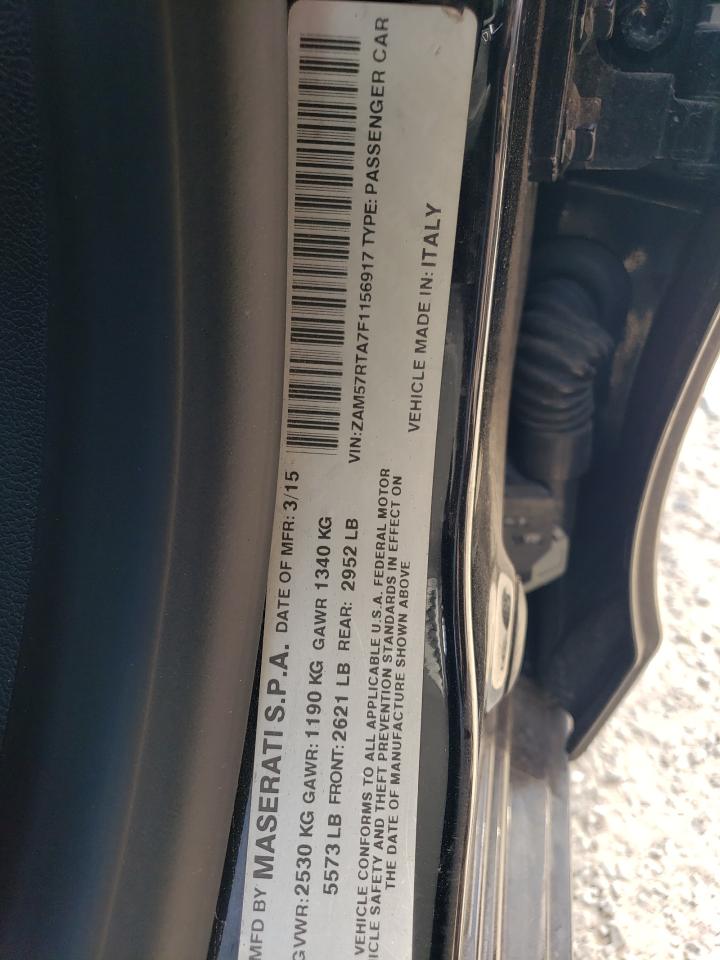 MFD BY MASERATI S.P.A. DATE OF MFR: 3/15
GVWR: 2530 KG GAWR: 1190 KG GAWR 1340 KG
5573 LB FRONT: 2621 LB REAR: 2952 LB
VIN: ZAM57RTA7F1156917 TYPE: PASSENGER CAR
VEHICLE CONFORMS TO ALL APPLICABLE U.S.A. FEDERAL MOTOR
VEHICLE MADE IN: ITALY
SAFETY AND THEFT PREVENTION STANDARDS IN EFFECT ON
THE DATE OF MANUFACTURE SHOWN ABOVE